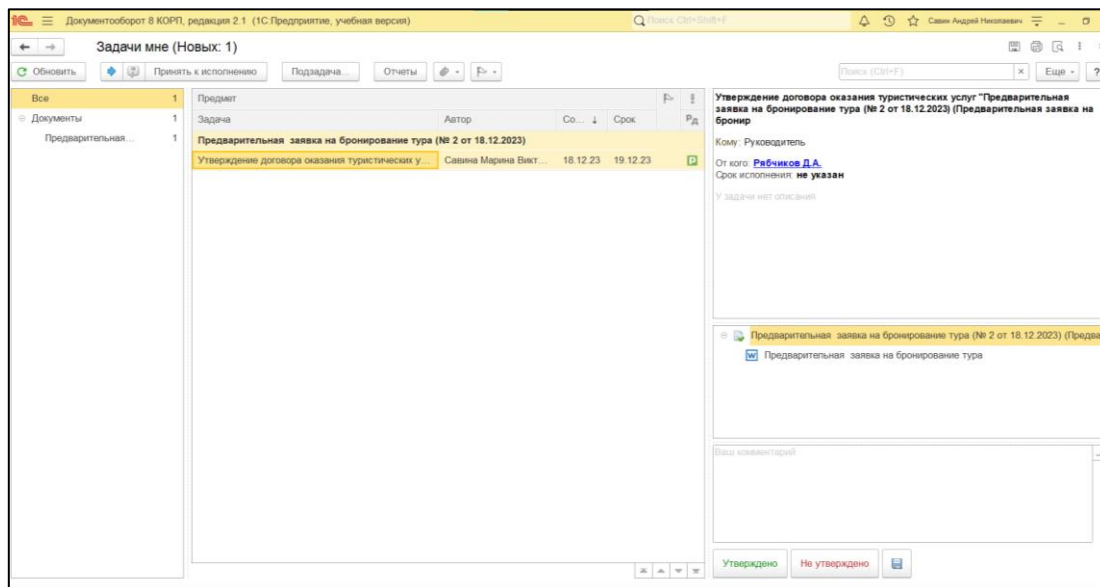 1С Документооборот 8 КОРП, редакция 2.1 (1С:Предприятие, учебная версия) Поиск Ctrl+Shift+F Савин Андрей Николаевич
Задачи мне (Новых: 1)
Обновить Принять к исполнению Подзадача... Отчеты Поиск (Ctrl+F) × Еще ?
Все 1
Документы 1
Предварительная... 1
Предмет
Задача Автор Со... ↓ Срок
Предварительная заявка на бронирование тура (№ 2 от 18.12.2023)
Утверждение договора оказания туристических у... Савина Марина Викт... 18.12.23 19.12.23
Утверждение договора оказания туристических услуг "Предварительная
заявка на бронирование тура (№ 2 от 18.12.2023) (Предварительная заявка на
бронир
Кому: Руководитель
От кого: Рябчиков Д.А.
Срок исполнения: не указан
У задачи нет описания
Предварительная заявка на бронирование тура (№ 2 от 18.12.2023) (Предва
Предварительная заявка на бронирование тура
Ваш комментарий
Утверждено Не утверждено